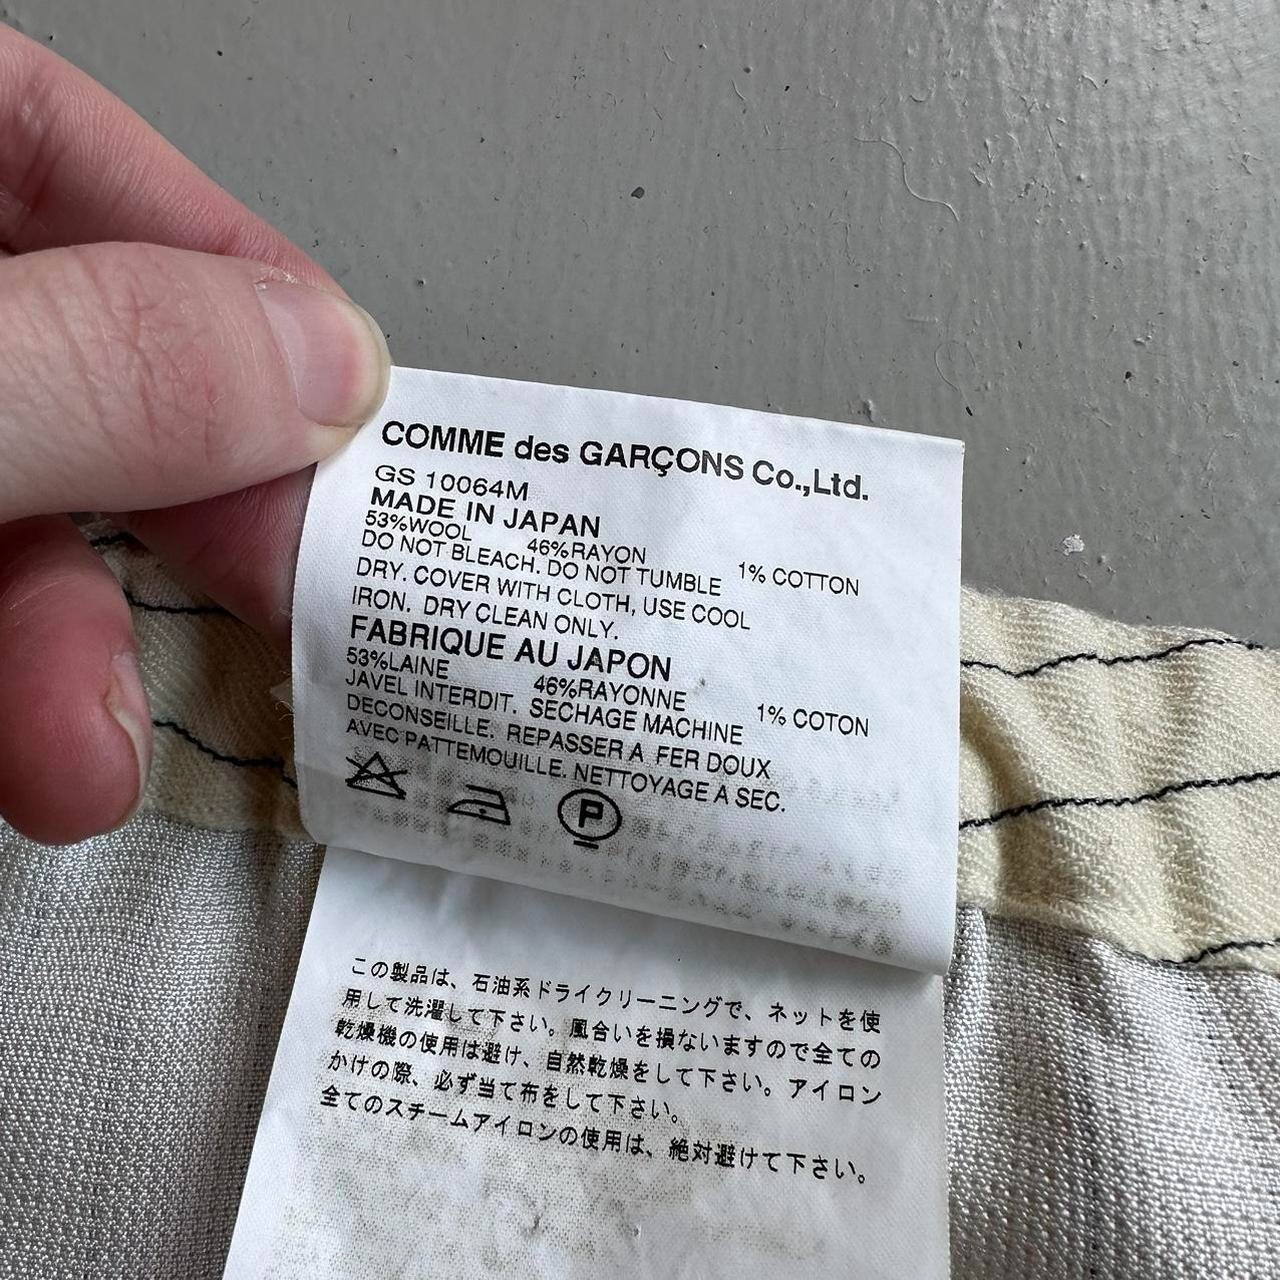 COMME des GARÇONS Co.,Ltd.
GS 10064M
MADE IN JAPAN
53%WOOL 46%RAYON 1% COTTON
DO NOT BLEACH. DO NOT TUMBLE
DRY. COVER WITH CLOTH, USE COOL
IRON. DRY CLEAN ONLY.
FABRIQUE AU JAPON
53%LAINE 46%RAYONNE 1% COTON
JAVEL INTERDIT. SECHAGE MACHINE
DECONSEILLE. REPASSER A FER DOUX
AVEC PATTEMOUILLE. NETTOYAGE A SEC.
P
この製品は、石油系ドライクリーニングで、ネットを使
用して洗濯して下さい。風合いを損ないますので全ての
乾燥機の使用は避け、自然乾燥をして下さい。アイロン
かけの際、必ず当て布をして下さい。
全てのスチームアイロンの使用は、絶対避けて下さい。